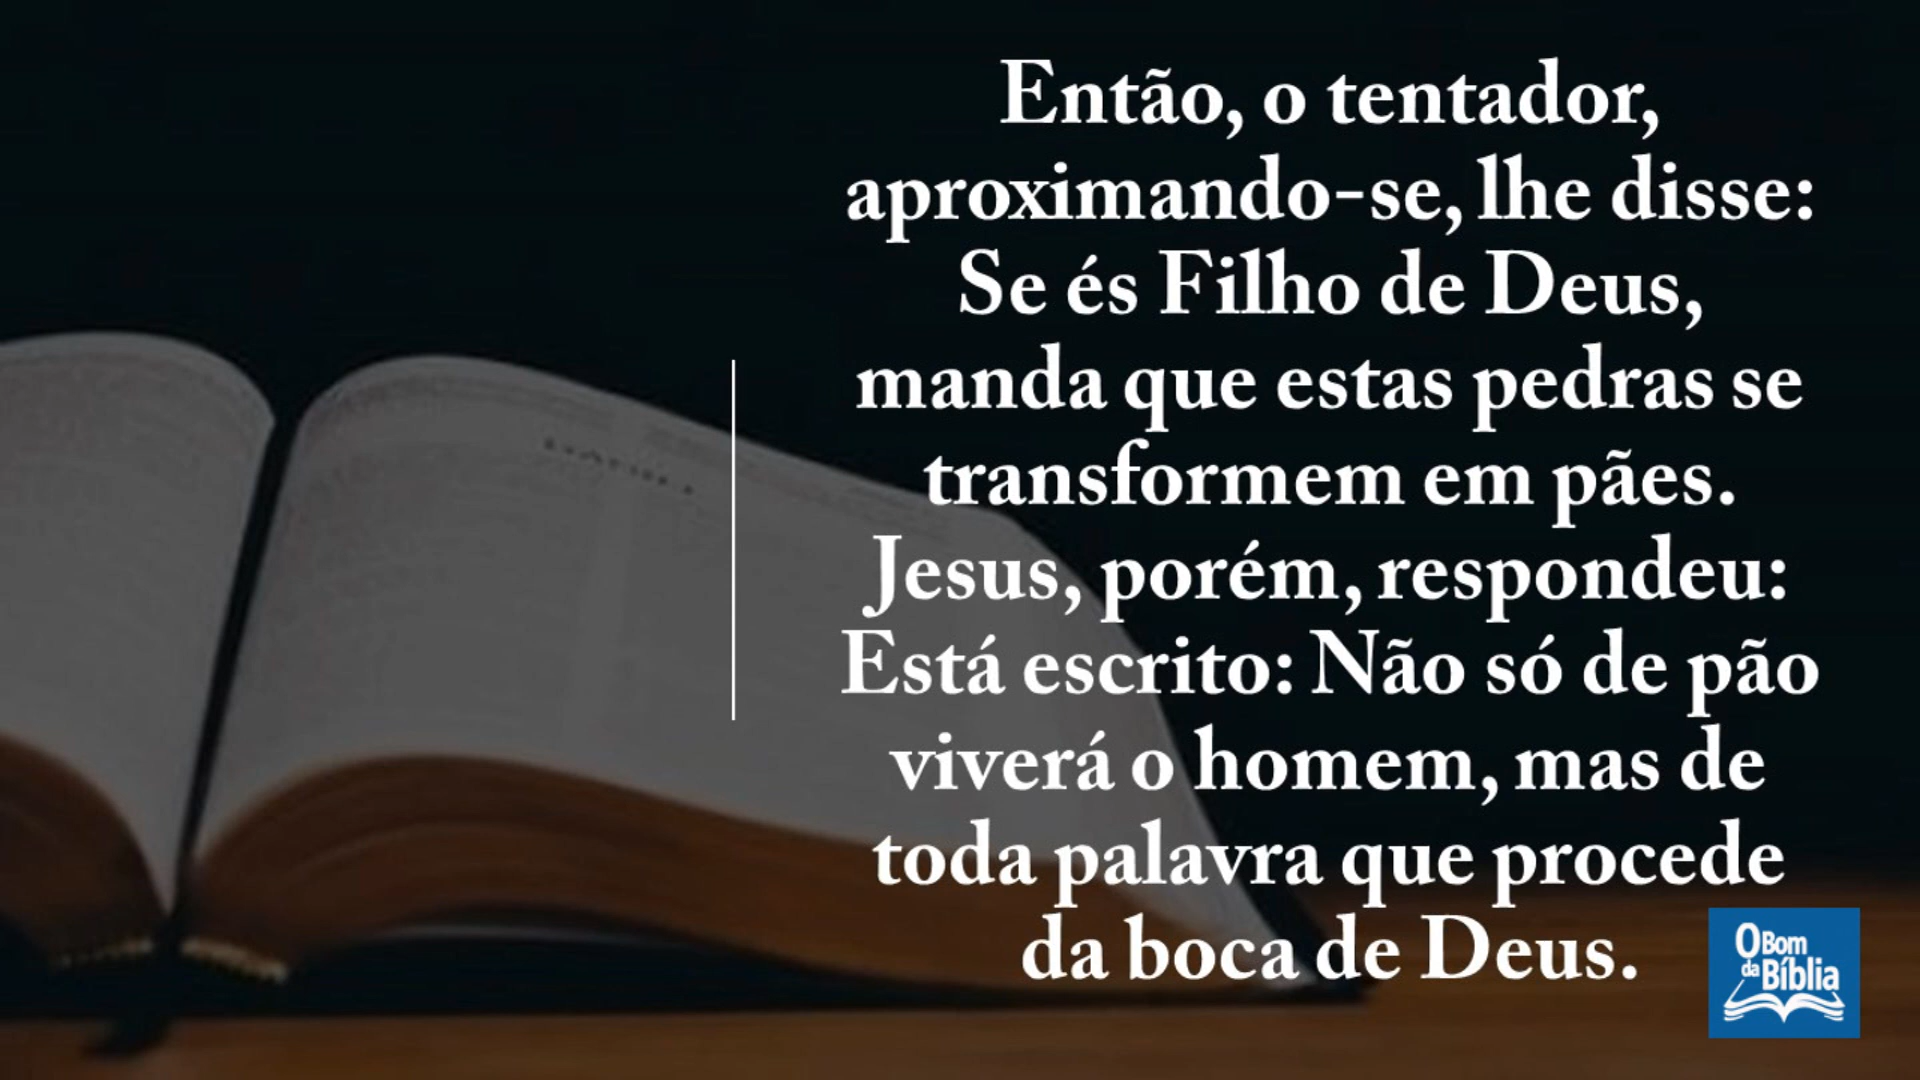 Então, o tentador,
aproximando-se, lhe disse:
Se és Filho de Deus,
manda que estas pedras se
transformem em pães.
Jesus, porém, respondeu:
Está escrito: Não só de pão
viverá o homem, mas de
toda palavra que procede
da boca de Deus.
O Bom
da Bíblia